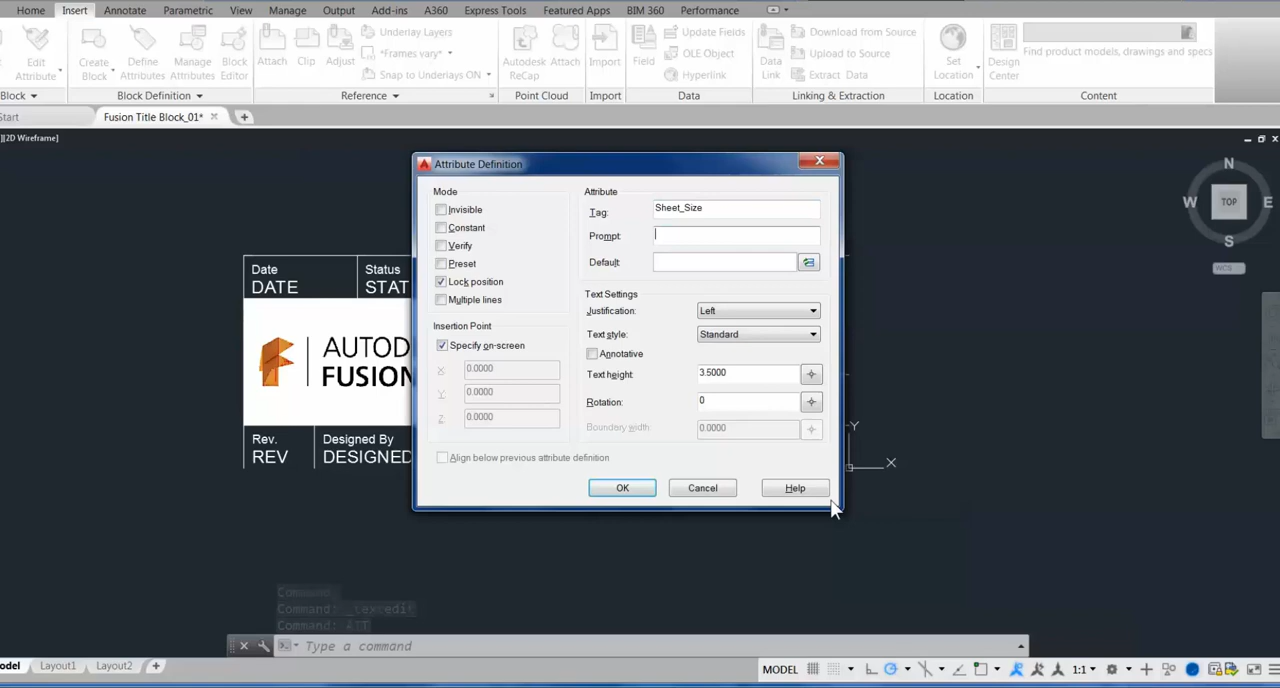 Home Insert Annotate Parametric View Manage Output Add-ins A360 Express Tools Featured Apps BIM 360 Performance
Edit Attribute
Create Block
Define Attributes
Manage Attributes
Block Editor
Block
Block Definition
Attach
Clip
Adjust
Underlay Layers
*Frames vary*
Snap to Underlays ON
Reference
Autodesk ReCap
Attach
Point Cloud
Import
Import
Field
Update Fields
OLE Object
Hyperlink
Data
Data Link
Download from Source
Upload to Source
Extract Data
Linking & Extraction
Set Location
Location
Design Center
Find product models, drawings and specs
Content
Start
Fusion Title Block_01*
][2D Wireframe]
N
W TOP E
S
WCS
Date
DATE
Status
STAT
AUTOD
FUSION
Rev.
REV
Designed By
DESIGNED
Y
X
Attribute Definition
Mode
Invisible
Constant
Verify
Preset
Lock position
Multiple lines
Insertion Point
Specify on-screen
X: 0.0000
Y: 0.0000
Z: 0.0000
Align below previous attribute definition
Attribute
Tag: Sheet_Size
Prompt:
Default:
Text Settings
Justification: Left
Text style: Standard
Annotative
Text height: 3.5000
Rotation: 0
Boundary width: 0.0000
OK Cancel Help
Command
Command: _textedit
Command: ATT
Type a command
Layout1 Layout2
MODEL 1:1